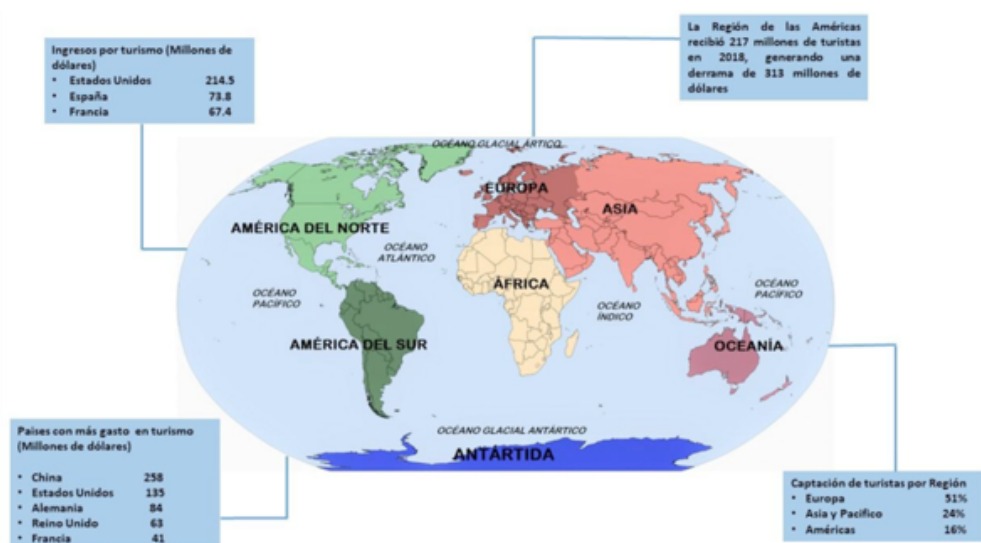 Ingresos por turismo (Millones de
dólares)
• Estados Unidos 214.5
• España 73.8
• Francia 67.4
La Región de las Américas
recibió 217 millones de turistas
en 2018, generando una
derrama de 313 millones de
dólares
OCÉANO GLACIAL ÁRTICO
EUROPA
ASIA
AMÉRICA DEL NORTE
OCÉANO
ATLÁNTICO
ÁFRICA
OCÉANO
PACÍFICO
OCÉANO
ÍNDICO
OCÉANO
PACÍFICO
AMÉRICA DEL SUR
OCEANÍA
OCÉANO GLACIAL ANTÁRTICO
ANTÁRTIDA
Paises con más gasto en turismo
(Millones de dólares)
• China 258
• Estados Unidos 135
• Alemania 84
• Reino Unido 63
• Francia 41
Captación de turistas por Región
• Europa 51%
• Asia y Pacifico 24%
• Américas 16%